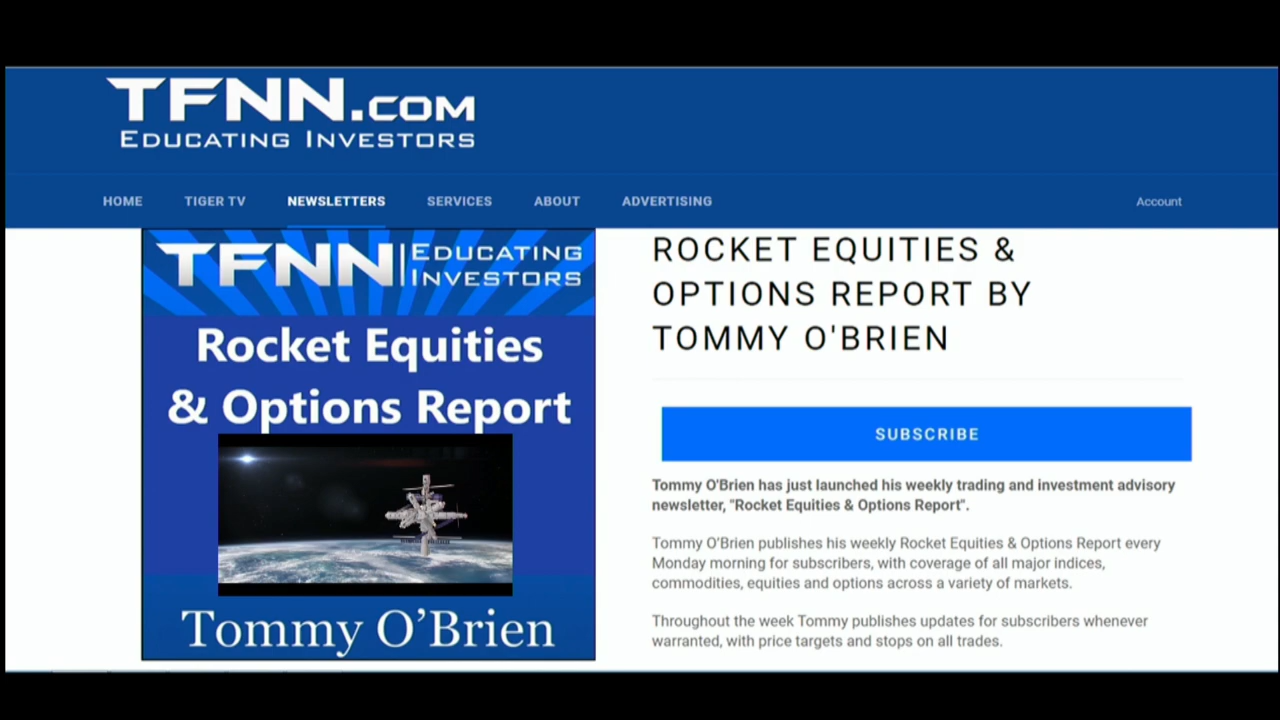 TFNN.COM
EDUCATING INVESTORS
HOME TIGER TV NEWSLETTERS SERVICES ABOUT ADVERTISING Account
TFNN EDUCATING
INVESTORS
Rocket Equities
& Options Report
Tommy O’Brien
ROCKET EQUITIES &
OPTIONS REPORT BY
TOMMY O'BRIEN
SUBSCRIBE
Tommy O'Brien has just launched his weekly trading and investment advisory
newsletter, "Rocket Equities & Options Report".
Tommy O’Brien publishes his weekly Rocket Equities & Options Report every
Monday morning for subscribers, with coverage of all major indices,
commodities, equities and options across a variety of markets.
Throughout the week Tommy publishes updates for subscribers whenever
warranted, with price targets and stops on all trades.